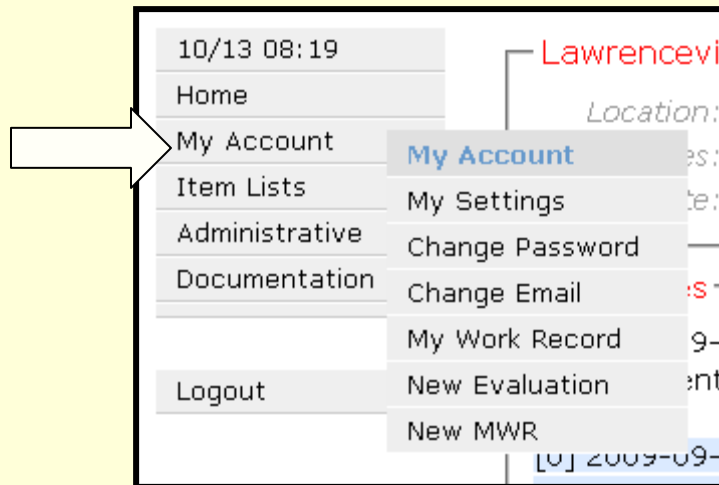 10/13 08:19
Home
My Account
Item Lists
Administrative
Documentation
Logout
My Account
My Settings
Change Password
Change Email
My Work Record
New Evaluation
New MWR
Location: